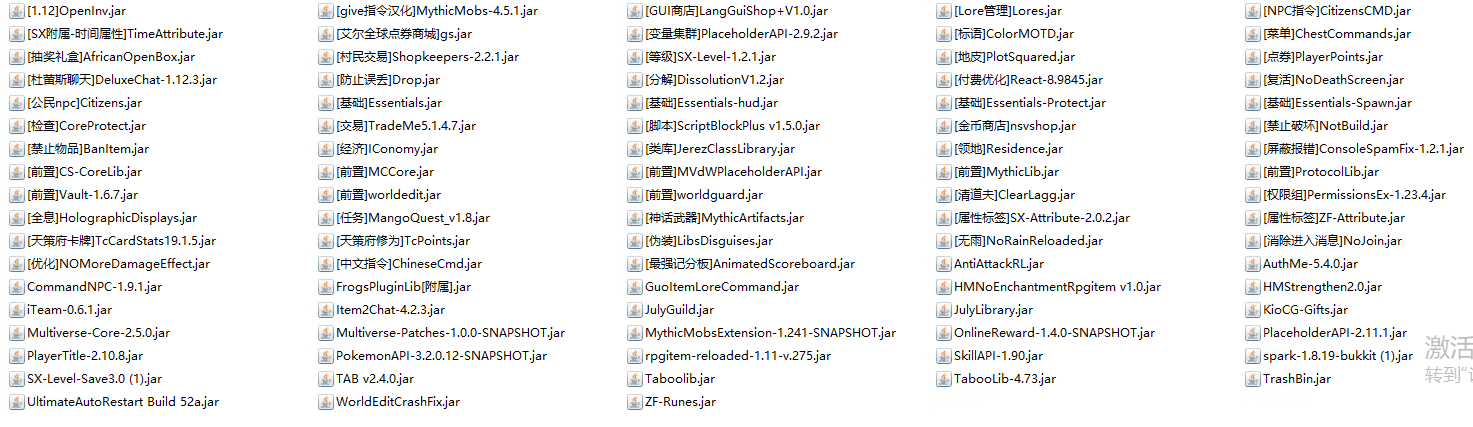 [1.12]OpenInv.jar [give指令汉化]MythicMobs-4.5.1.jar [GUI商店]LangGuiShop+V1.0.jar [Lore管理]Lores.jar [NPC指令]CitizensCMD.jar
[SX附属-时间属性]TimeAttribute.jar [艾尔全球点券商城]gs.jar [变量集群]PlaceholderAPI-2.9.2.jar [标语]ColorMOTD.jar [菜单]ChestCommands.jar
[抽奖礼盒]AfricanOpenBox.jar [村民交易]Shopkeepers-2.2.1.jar [等级]SX-Level-1.2.1.jar [地皮]PlotSquared.jar [点券]PlayerPoints.jar
[杜蕾斯聊天]DeluxeChat-1.12.3.jar [防止误丢]Drop.jar [分解]DissolutionV1.2.jar [付费优化]React-8.9845.jar [复活]NoDeathScreen.jar
[公民npc]Citizens.jar [基础]Essentials.jar [基础]Essentials-hud.jar [基础]Essentials-Protect.jar [基础]Essentials-Spawn.jar
[检查]CoreProtect.jar [交易]TradeMe5.1.4.7.jar [脚本]ScriptBlockPlus v1.5.0.jar [金币商店]nsvshop.jar [禁止破坏]NotBuild.jar
[禁止物品]BanItem.jar [经济]IConomy.jar [类库]JerezClassLibrary.jar [领地]Residence.jar [屏蔽报错]ConsoleSpamFix-1.2.1.jar
[前置]CS-CoreLib.jar [前置]MCCore.jar [前置]MVdWPlaceholderAPI.jar [前置]MythicLib.jar [前置]ProtocolLib.jar
[前置]Vault-1.6.7.jar [前置]worldedit.jar [前置]worldguard.jar [清道夫]ClearLagg.jar [权限组]PermissionsEx-1.23.4.jar
[全息]HolographicDisplays.jar [任务]MangoQuest_v1.8.jar [神话武器]MythicArtifacts.jar [属性标签]SX-Attribute-2.0.2.jar [属性标签]ZF-Attribute.jar
[天策府卡牌]TcCardStats19.1.5.jar [天策府修为]TcPoints.jar [伪装]LibsDisguises.jar [无雨]NoRainReloaded.jar [消除进入消息]NoJoin.jar
[优化]NOMoreDamageEffect.jar [中文指令]ChineseCmd.jar [最强记分板]AnimatedScoreboard.jar AntiAttackRL.jar AuthMe-5.4.0.jar
CommandNPC-1.9.1.jar FrogsPluginLib[附属].jar GuoItemLoreCommand.jar HMNoEnchantmentRpgitem v1.0.jar HMStrengthen2.0.jar
iTeam-0.6.1.jar Item2Chat-4.2.3.jar JulyGuild.jar JulyLibrary.jar KioCG-Gifts.jar
Multiverse-Core-2.5.0.jar Multiverse-Patches-1.0.0-SNAPSHOT.jar MythicMobsExtension-1.241-SNAPSHOT.jar OnlineReward-1.4.0-SNAPSHOT.jar PlaceholderAPI-2.11.1.jar
PlayerTitle-2.10.8.jar PokemonAPI-3.2.0.12-SNAPSHOT.jar rpgitem-reloaded-1.11-v.275.jar SkillAPI-1.90.jar spark-1.8.19-bukkit (1).jar 激活
SX-Level-Save3.0 (1).jar TAB v2.4.0.jar Taboolib.jar TabooLib-4.73.jar TrashBin.jar 转到"
UltimateAutoRestart Build 52a.jar WorldEditCrashFix.jar ZF-Runes.jar